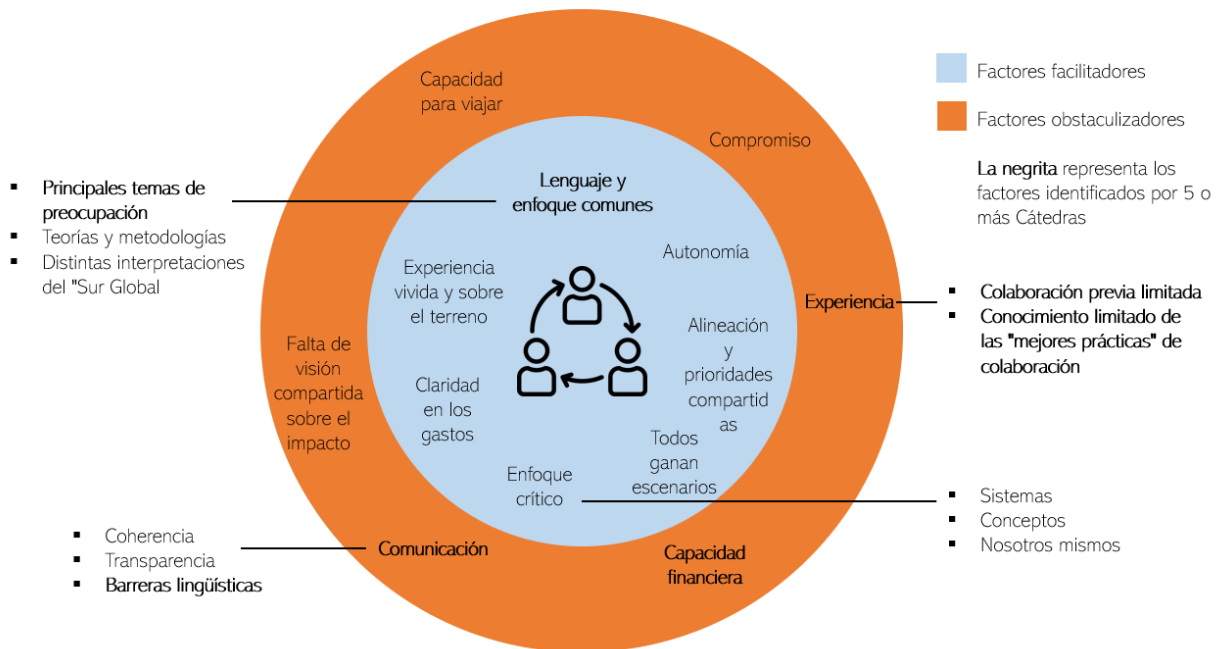 Capacidad
para viajar
Compromiso
Factores facilitadores
Factores obstaculizadores
La negrita representa los
factores identificados por 5 o
más Cátedras
▪ Principales temas de
preocupación
▪ Teorías y metodologías
▪ Distintas interpretaciones
del "Sur Global
Lenguaje y
enfoque comunes
Autonomía
Experiencia
vivida y sobre
el terreno
Experiencia
▪ Colaboración previa limitada
▪ Conocimiento limitado de
las "mejores prácticas" de
colaboración
Falta de
visión
compartida
sobre el
impacto
Alineación
y
prioridades
compartid
as
Claridad
en los
gastos
Todos
ganan
escenarios
Enfoque
crítico
▪ Sistemas
▪ Conceptos
▪ Nosotros mismos
▪ Coherencia
▪ Transparencia
▪ Barreras lingüísticas
Comunicación
Capacidad
financiera